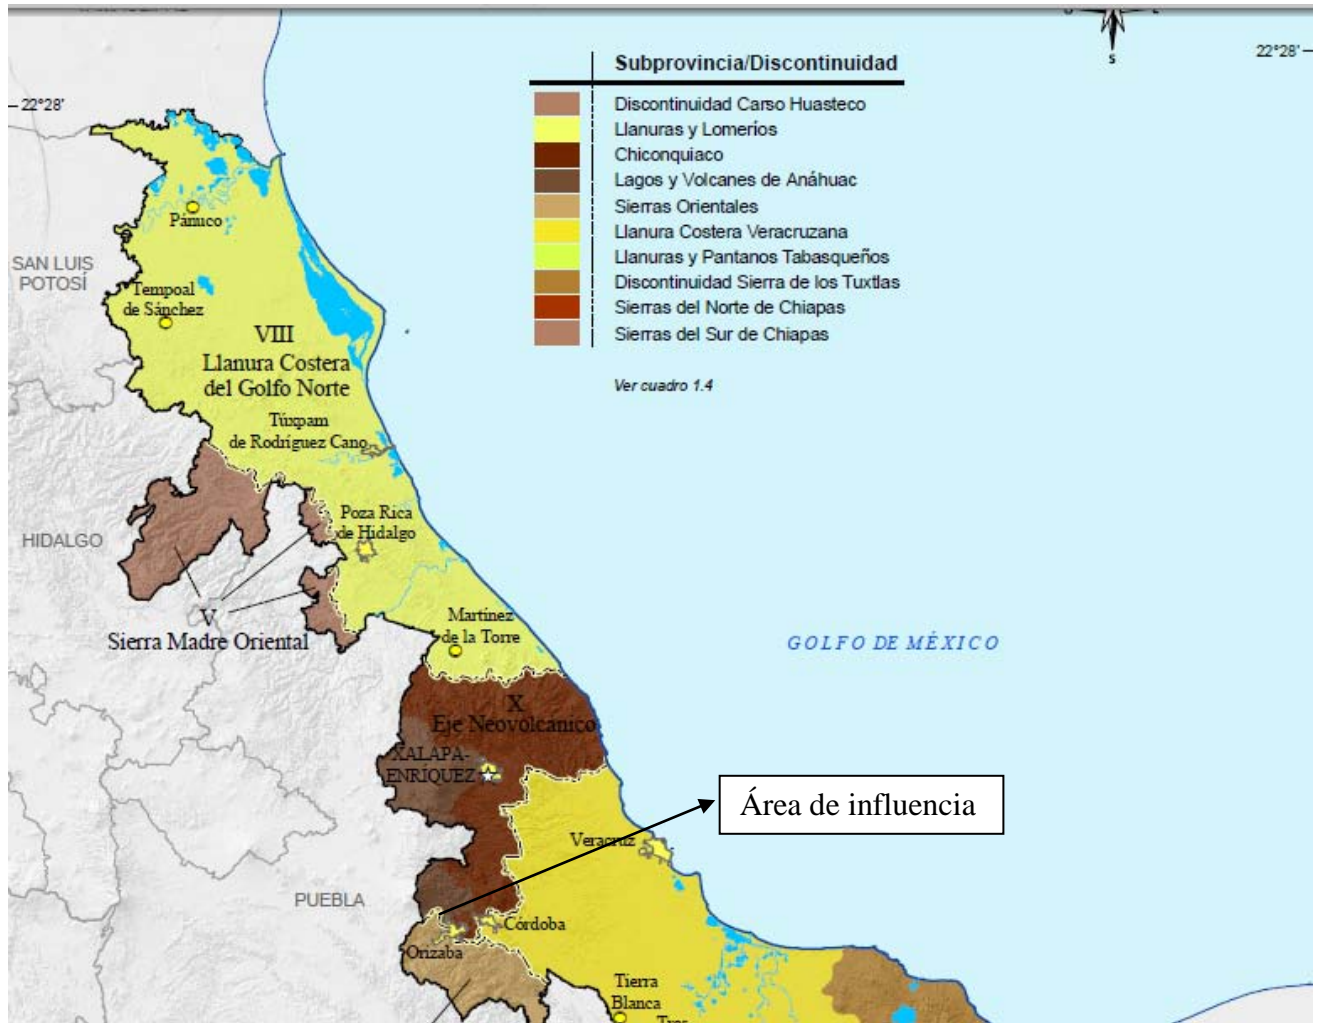 S
22°28'
22°28'
Subprovincia/Discontinuidad
Discontinuidad Carso Huasteco
Llanuras y Lomeríos
Chiconquiaco
Lagos y Volcanes de Anáhuac
Sierras Orientales
Llanura Costera Veracruzana
Llanuras y Pantanos Tabasqueños
Discontinuidad Sierra de los Tuxtlas
Sierras del Norte de Chiapas
Sierras del Sur de Chiapas
Ver cuadro 1.4
Pánuco
SAN LUIS
POTOSÍ
Tempoal
de Sánchez
VIII
Llanura Costera
del Golfo Norte
Túxpam
de Rodríguez Cano
Poza Rica
de Hidalgo
HIDALGO
V
Sierra Madre Oriental
Martínez
de la Torre
GOLFO DE MÉXICO
X
Eje Neovolcanico
XALAPA-
ENRÍQUEZ
Área de influencia
Veracruz
PUEBLA
Córdoba
Orizaba
Tierra
Blanca
Tres